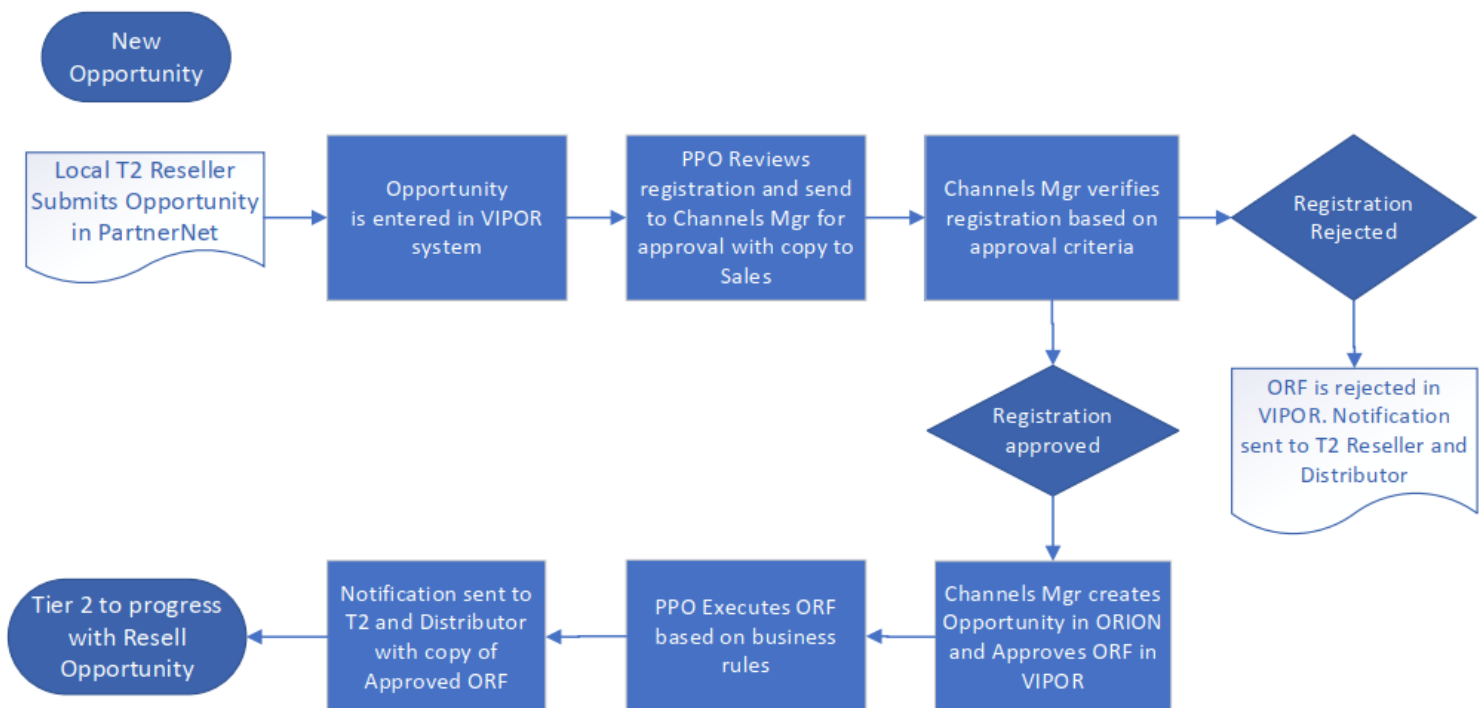 New
Opportunity
Local T2 Reseller
Submits Opportunity
in PartnerNet
Opportunity
is entered in VIPOR
system
PPO Reviews
registration and send
to Channels Mgr for
approval with copy to
Sales
Channels Mgr verifies
registration based on
approval criteria
Registration
Rejected
Registration
approved
ORF is rejected in
VIPOR. Notification
sent to T2 Reseller and
Distributor
Channels Mgr creates
Opportunity in ORION
and Approves ORF in
VIPOR
PPO Executes ORF
based on business
rules
Notification sent to
T2 and Distributor
with copy of
Approved ORF
Tier 2 to progress
with Resell
Opportunity